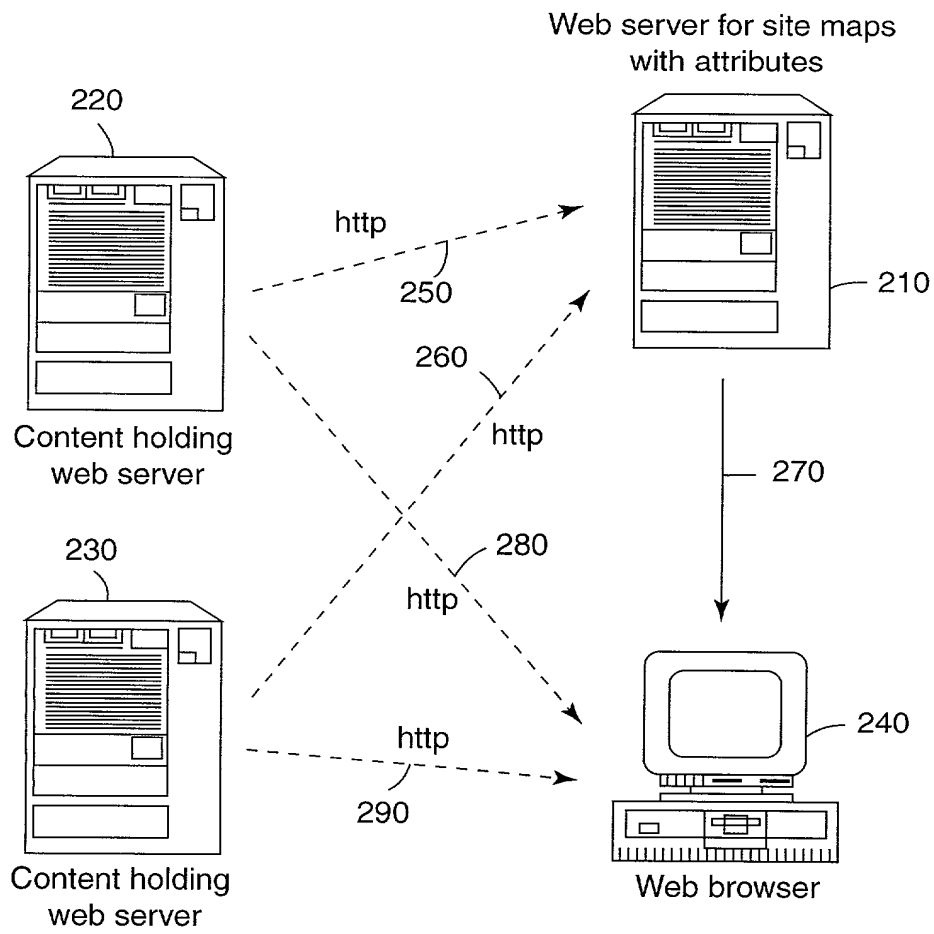 Web server for site maps
with attributes
220
http
250
210
260
http
Content holding
web server
270
230
280
http
240
http
290
Content holding
web server
Web browser